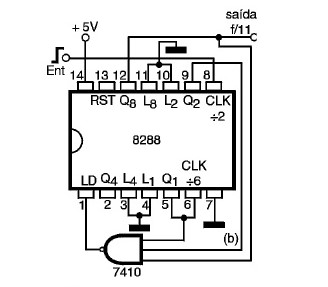 saída
+ 5V f/11
Ent
14 13 12 11 10 9 8
RST Q8 L8 L2 Q2 CLK
÷2
8288
CLK
LD Q4 L4 L1 Q1 ÷6
1 2 3 4 5 6 7
(b)
7410